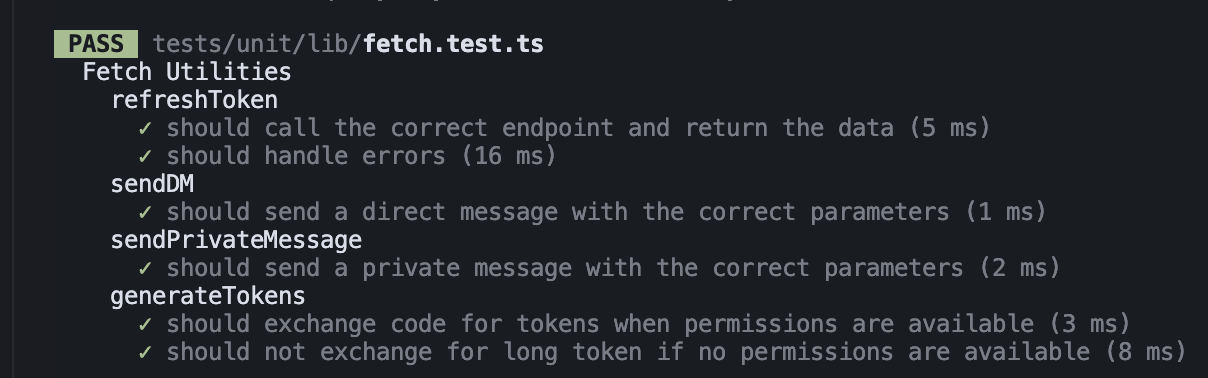 PASS tests/unit/lib/fetch.test.ts
Fetch Utilities
refreshToken
✓ should call the correct endpoint and return the data (5 ms)
✓ should handle errors (16 ms)
sendDM
✓ should send a direct message with the correct parameters (1 ms)
sendPrivateMessage
✓ should send a private message with the correct parameters (2 ms)
generateTokens
✓ should exchange code for tokens when permissions are available (3 ms)
✓ should not exchange for long token if no permissions are available (8 ms)